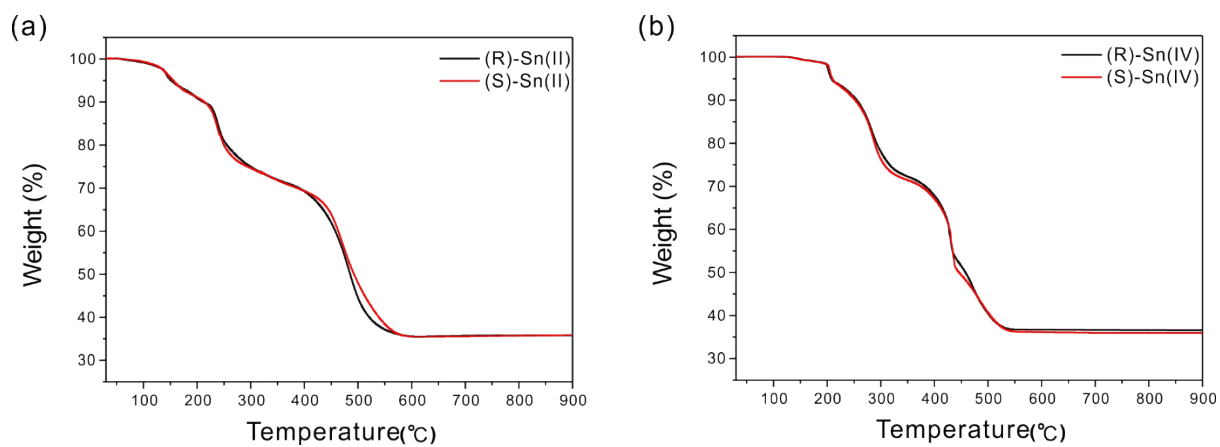 (a)
(R)-Sn(II)
(S)-Sn(II)
100
90
80
70
60
50
40
30
Weight (%)
100 200 300 400 500 600 700 800 900
Temperature(℃)
(b)
(R)-Sn(IV)
(S)-Sn(IV)
100
90
80
70
60
50
40
30
Weight (%)
100 200 300 400 500 600 700 800 900
Temperature(℃)